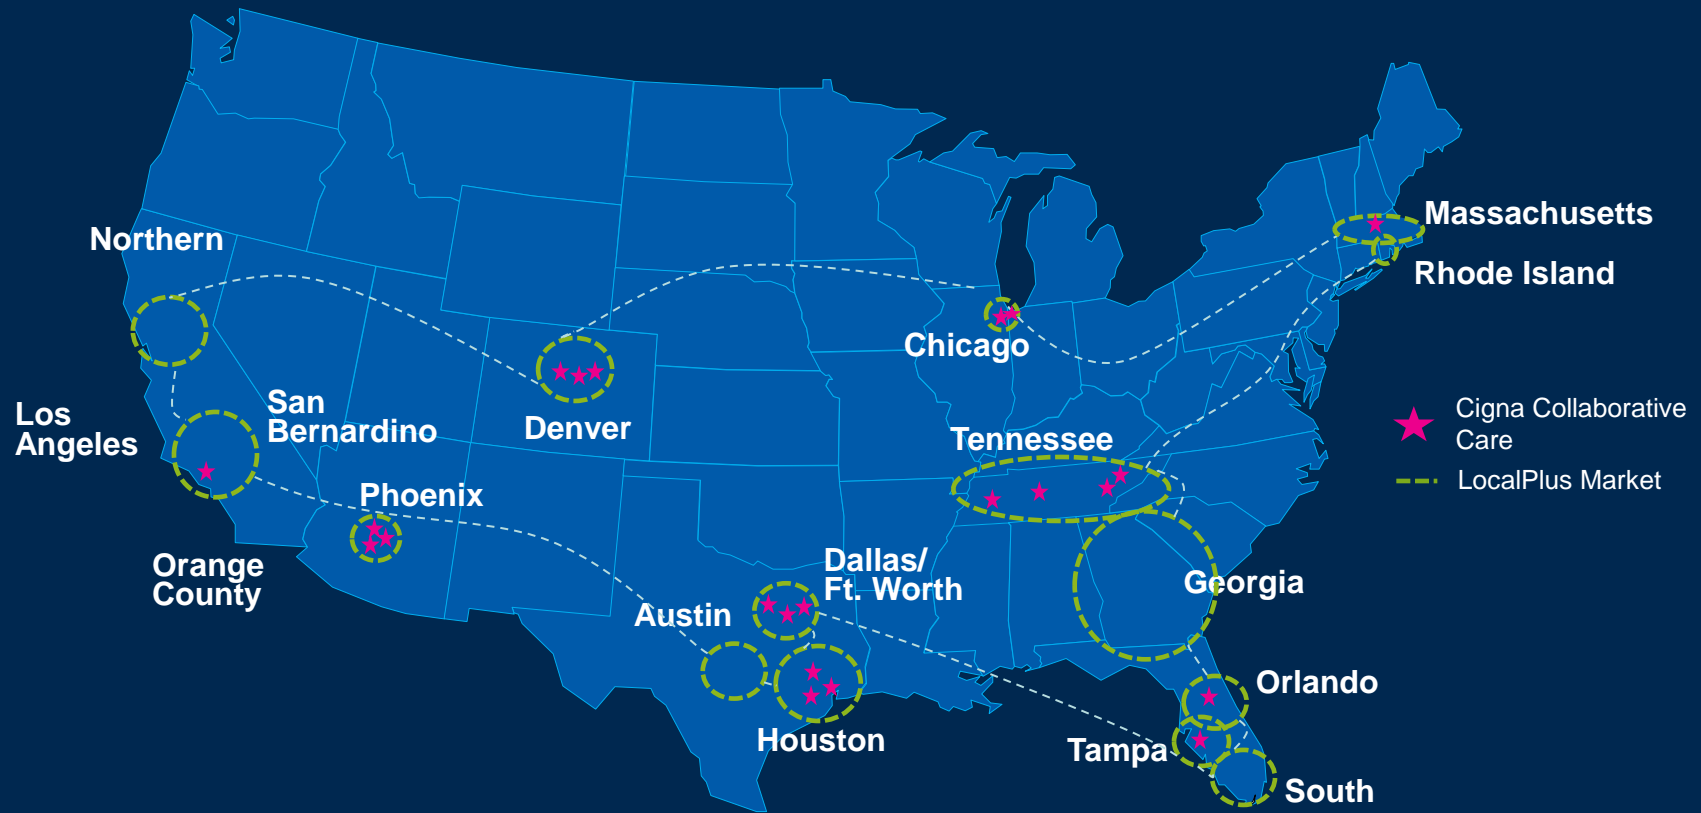 Northern
Los
Angeles
San
Bernardino
Orange
County
Phoenix
Denver
Austin
Dallas/
Ft. Worth
Houston
Chicago
Tennessee
Georgia
Orlando
Tampa
South
Massachusetts
Rhode Island
Cigna Collaborative
Care
LocalPlus Market